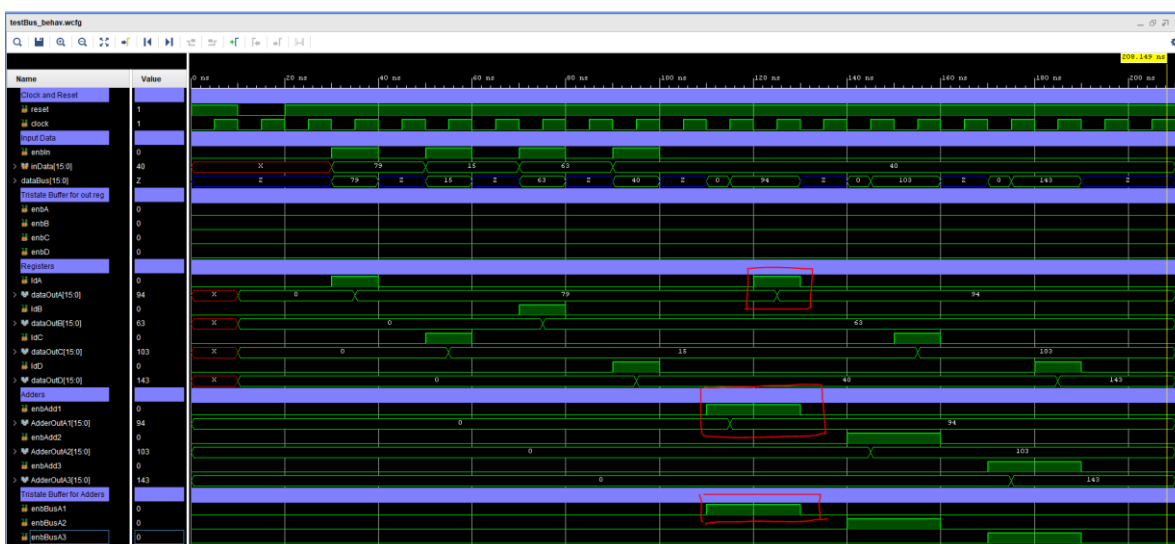 testBus_behav.wcfg
208.149 ns
Name Value 0 ns 20 ns 40 ns 60 ns 80 ns 100 ns 120 ns 140 ns 160 ns 180 ns 200 ns
Clock and Reset
reset 1
clock 1
Input Data
enbIn 0
inData[15:0] 40 X 79 15 63 40
dataBus[15:0] Z Z 79 Z 15 Z 63 Z 40 Z 0 94 Z 0 103 Z 0 143 Z
Tristate Buffer for out reg
enbA 0
enbB 0
enbC 0
enbD 0
Registers
ldA 0
dataOutA[15:0] 94 X 0 79 94
ldB 0
dataOutB[15:0] 63 X 0 63
ldC 0
dataOutC[15:0] 103 X 0 15 103
ldD 0
dataOutD[15:0] 143 X 0 40 143
Adders
enbAdd1 0
AdderOutA1[15:0] 94 0 94
enbAdd2 0
AdderOutA2[15:0] 103 0 103
enbAdd3 0
AdderOutA3[15:0] 143 0 143
Tristate Buffer for Adders
enbBusA1 0
enbBusA2 0
enbBusA3 0